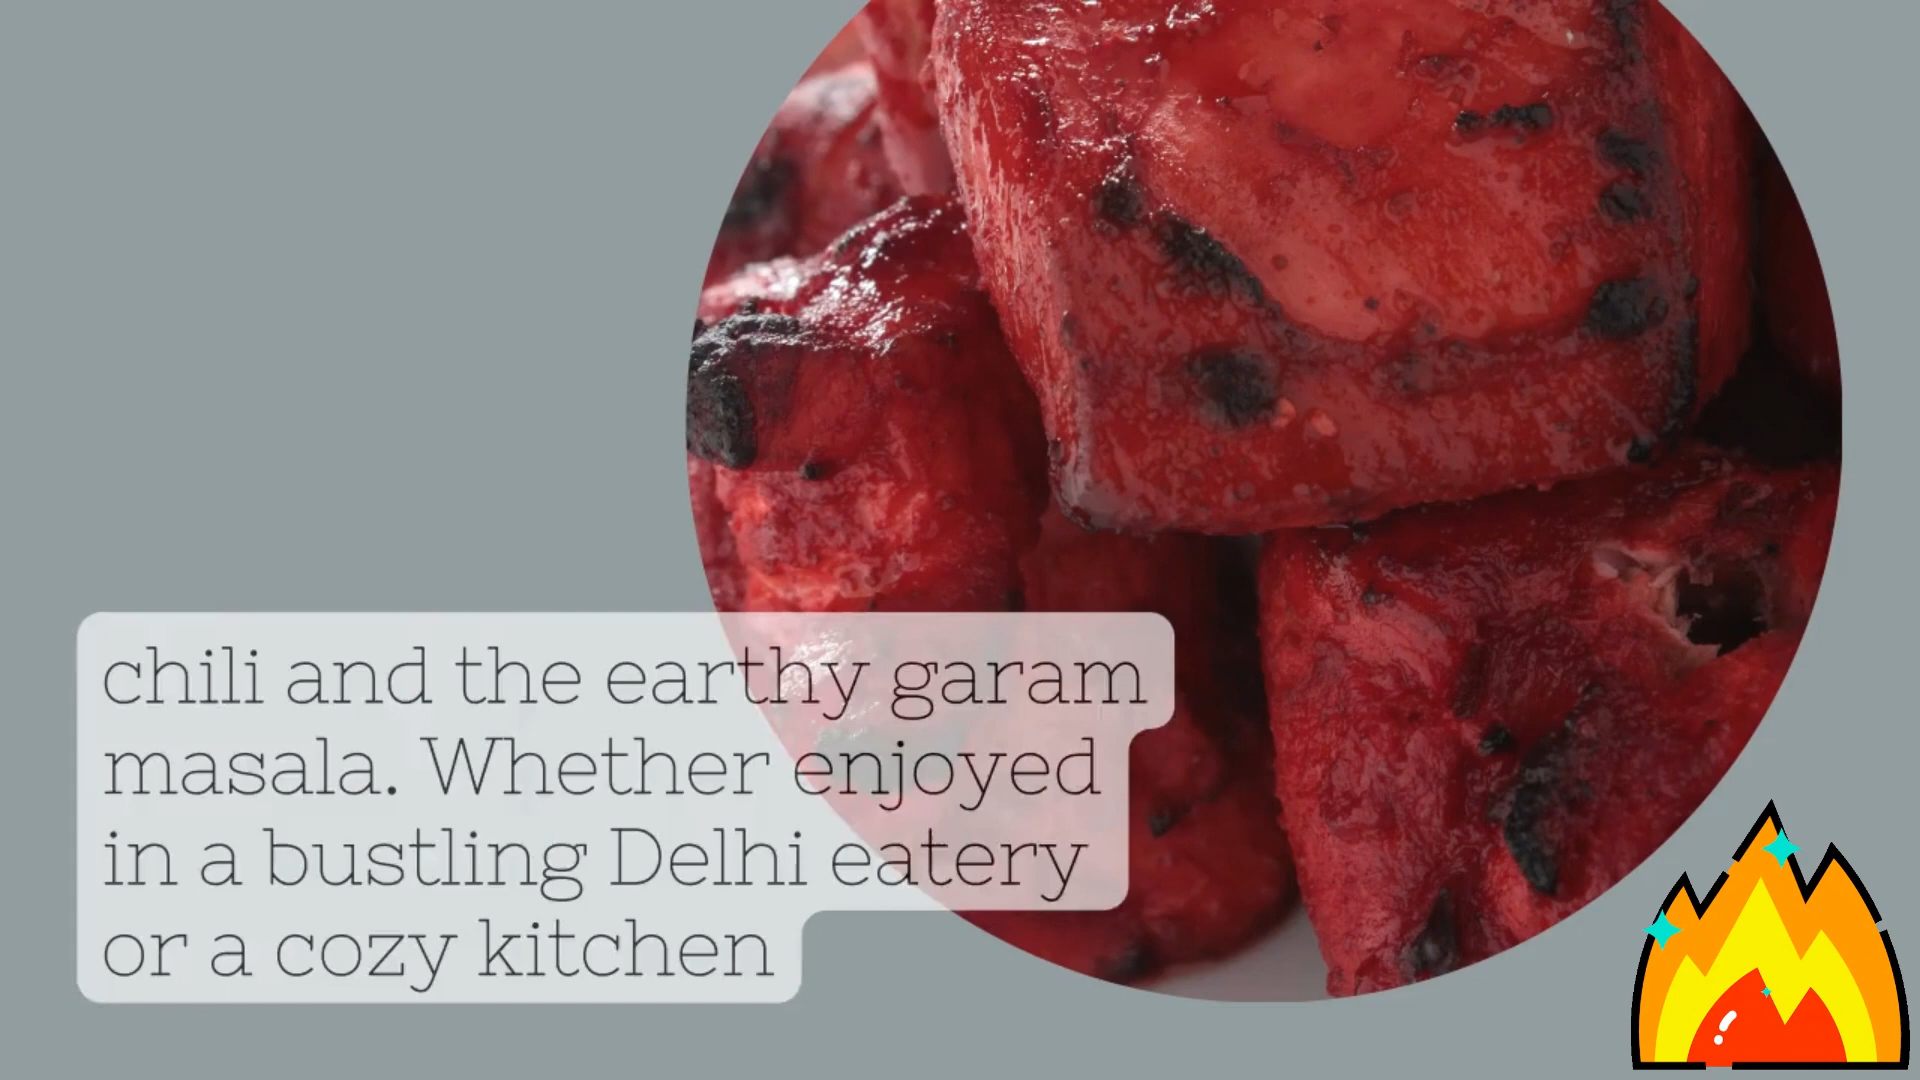 chili and the earthy garam
masala. Whether enjoyed
in a bustling Delhi eatery
or a cozy kitchen